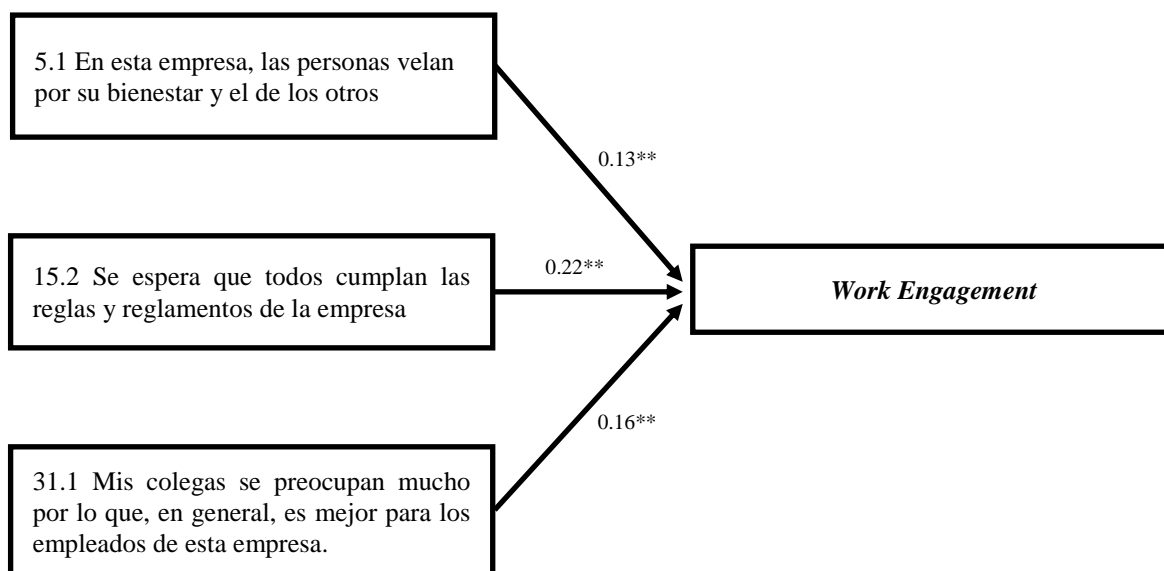 5.1 En esta empresa, las personas velan
por su bienestar y el de los otros
0.13**
15.2 Se espera que todos cumplan las
reglas y reglamentos de la empresa
0.22**
Work Engagement
0.16**
31.1 Mis colegas se preocupan mucho
por lo que, en general, es mejor para los
empleados de esta empresa.